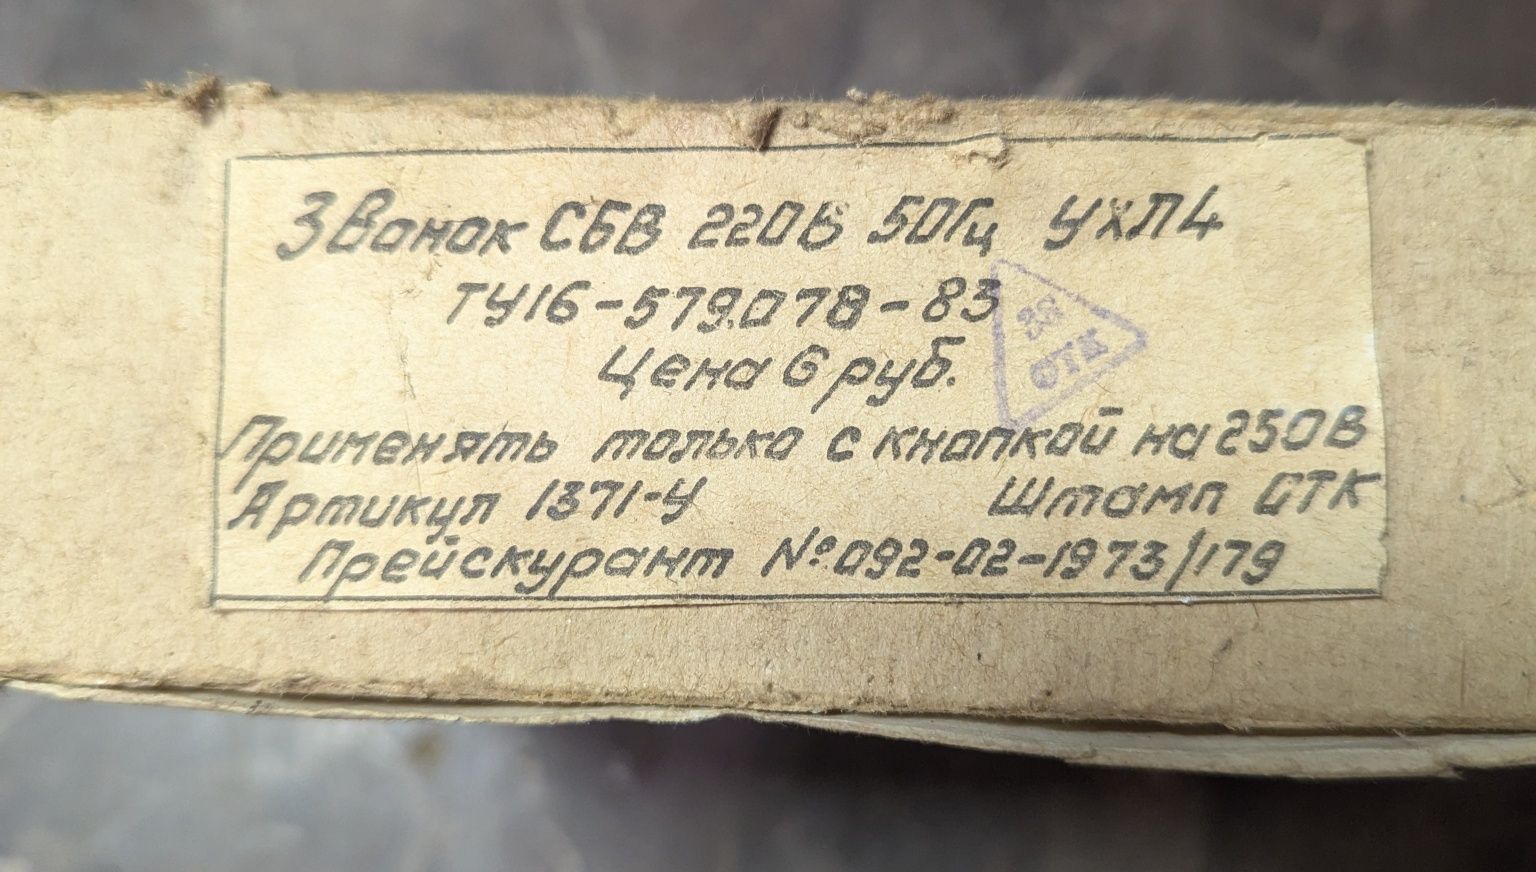 Звонок СБВ 220В 50Гц УХЛ4
ТУ16-579.078-83
Цена 6 руб.
Применять только с кнопкой на 250В
Артикул 1371-У Штамп ОТК
Прейскурант №092-02-1973/179
ОТК